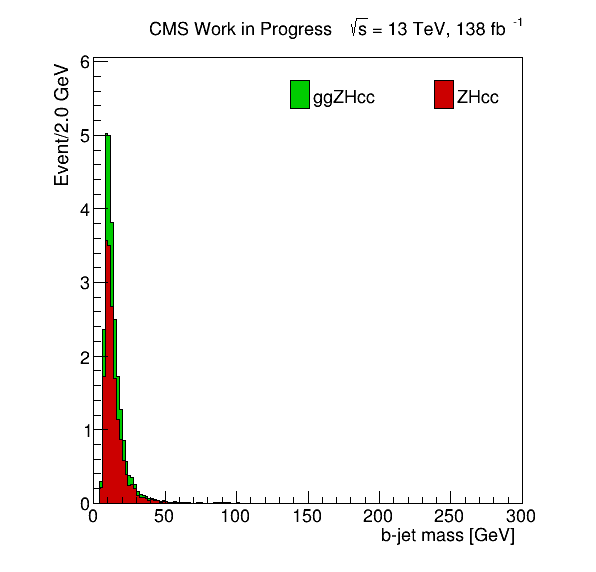 CMS Work in Progress √s = 13 TeV, 138 fb -1
Event/2.0 GeV
ggZHcc ZHcc
6
5
4
3
2
1
0
0 50 100 150 200 250 300
b-jet mass [GeV]